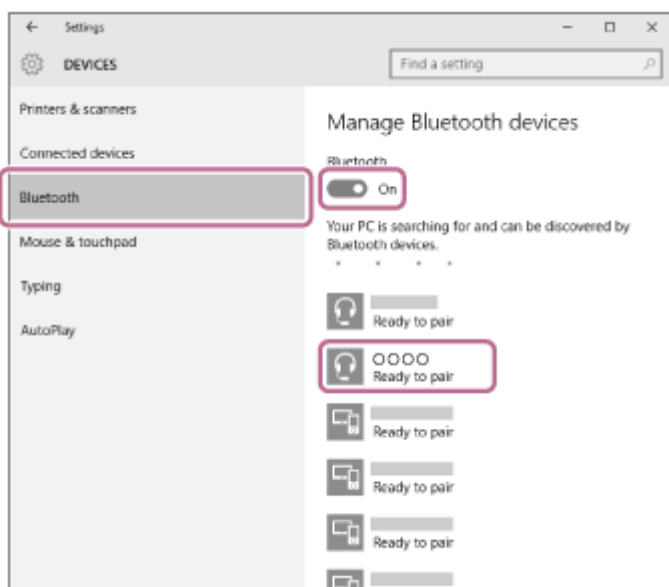 Settings
DEVICES
Find a setting
Printers & scanners
Connected devices
Bluetooth
Mouse & touchpad
Typing
AutoPlay
Manage Bluetooth devices
Bluetooth
On
Your PC is searching for and can be discovered by
Bluetooth devices.
Ready to pair
OOOO
Ready to pair
Ready to pair
Ready to pair
Ready to pair